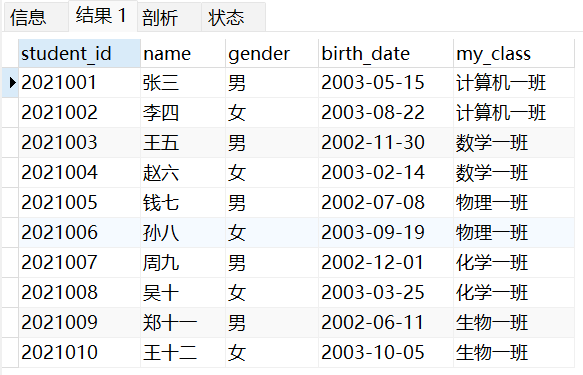 信息 结果 1 剖析 状态
student_id name gender birth_date my_class
2021001 张三 男 2003-05-15 计算机一班
2021002 李四 女 2003-08-22 计算机一班
2021003 王五 男 2002-11-30 数学一班
2021004 赵六 女 2003-02-14 数学一班
2021005 钱七 男 2002-07-08 物理一班
2021006 孙八 女 2003-09-19 物理一班
2021007 周九 男 2002-12-01 化学一班
2021008 吴十 女 2003-03-25 化学一班
2021009 郑十一 男 2002-06-11 生物一班
2021010 王十二 女 2003-10-05 生物一班